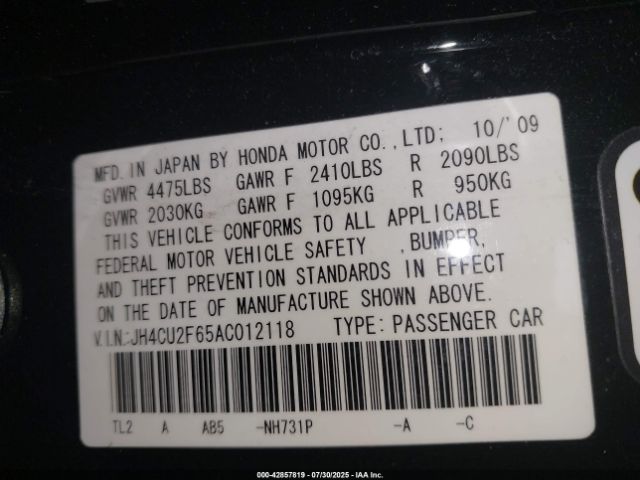 MFD. IN JAPAN BY HONDA MOTOR CO.,LTD; 10/'09
GVWR 4475LBS GAWR F 2410LBS R 2090LBS
GVWR 2030KG GAWR F 1095KG R 950KG
THIS VEHICLE CONFORMS TO ALL APPLICABLE
FEDERAL MOTOR VEHICLE SAFETY ,BUMPER,
AND THEFT PREVENTION STANDARDS IN EFFECT
ON THE DATE OF MANUFACTURE SHOWN ABOVE.
V.I.N:JH4CU2F65AC012118 TYPE: PASSENGER CAR
TL2 A AB5 -NH731P -A -C
000-42857819 - 07/30/2025 - IAA Inc.